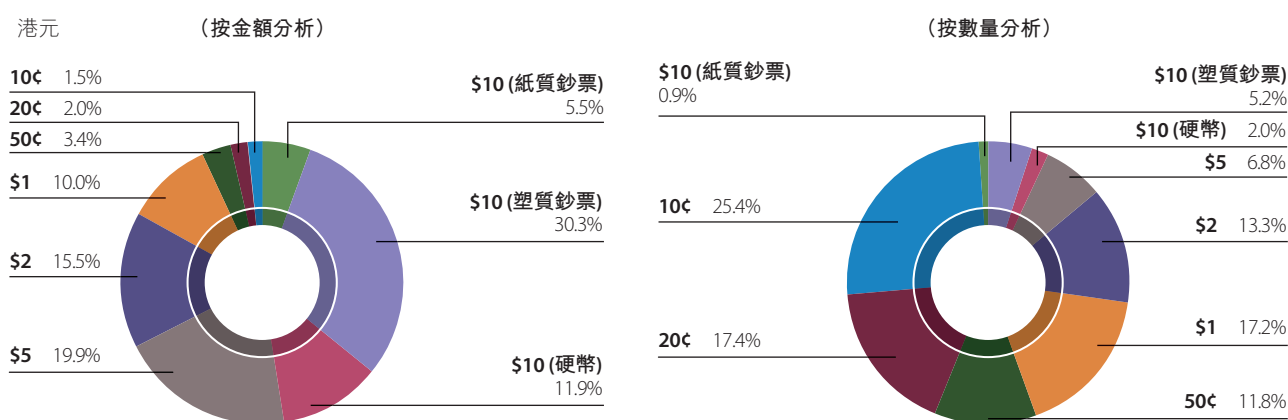 港元
（按金額分析）
10¢ 1.5%
20¢ 2.0%
50¢ 3.4%
$1 10.0%
$2 15.5%
$5 19.9%
$10 (紙質鈔票)
5.5%
$10 (塑質鈔票)
30.3%
$10 (硬幣)
11.9%
（按數量分析）
$10 (紙質鈔票)
0.9%
10¢ 25.4%
20¢ 17.4%
$10 (塑質鈔票)
5.2%
$10 (硬幣) 2.0%
$5 6.8%
$2 13.3%
$1 17.2%
50¢ 11.8%